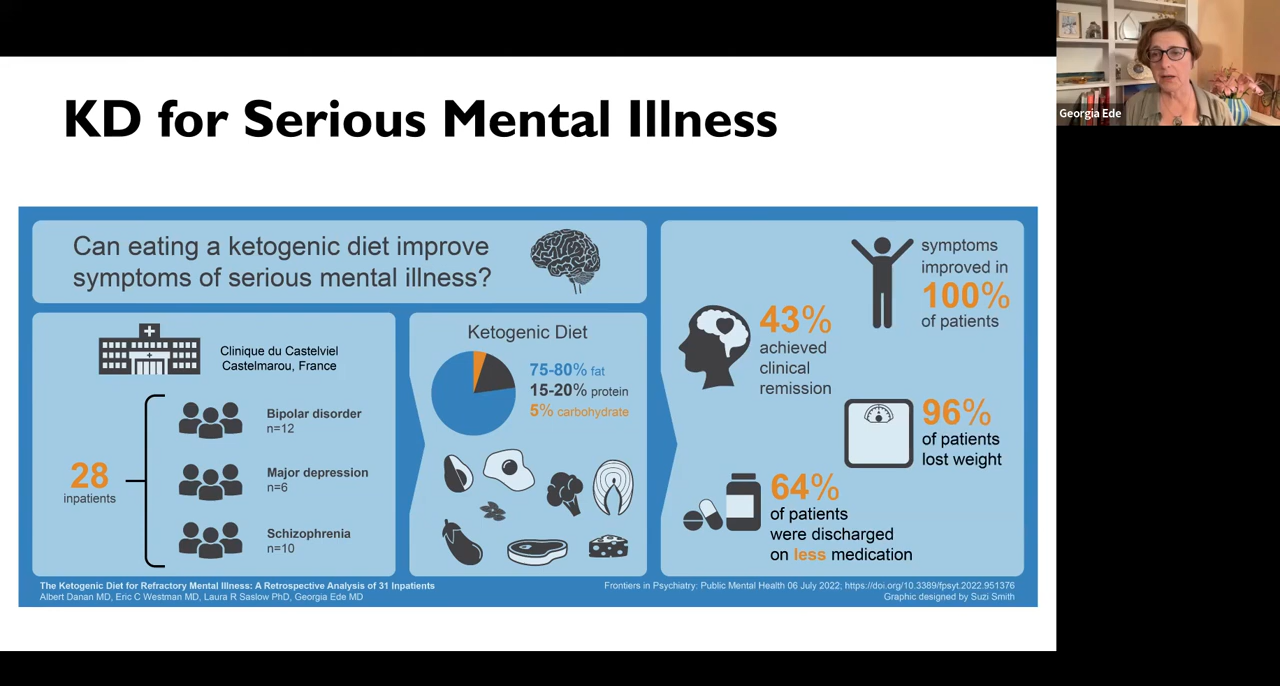 KD for Serious Mental Illness
Georgia Ede
Can eating a ketogenic diet improve
symptoms of serious mental illness?
Clinique du Castelviel
Castelmarou, France
28
inpatients
Bipolar disorder
n=12
Major depression
n=6
Schizophrenia
n=10
Ketogenic Diet
75-80% fat
15-20% protein
5% carbohydrate
symptoms
improved in
100%
of patients
43%
achieved
clinical
remission
96%
of patients
lost weight
64%
of patients
were discharged
on less medication
The Ketogenic Diet for Refractory Mental Illness: A Retrospective Analysis of 31 Inpatients
Albert Danan MD, Eric C Westman MD, Laura R Saslow PhD, Georgia Ede MD
Frontiers in Psychiatry: Public Mental Health 06 July 2022; https://doi.org/10.3389/fpsyt.2022.951376
Graphic designed by Suzi Smith